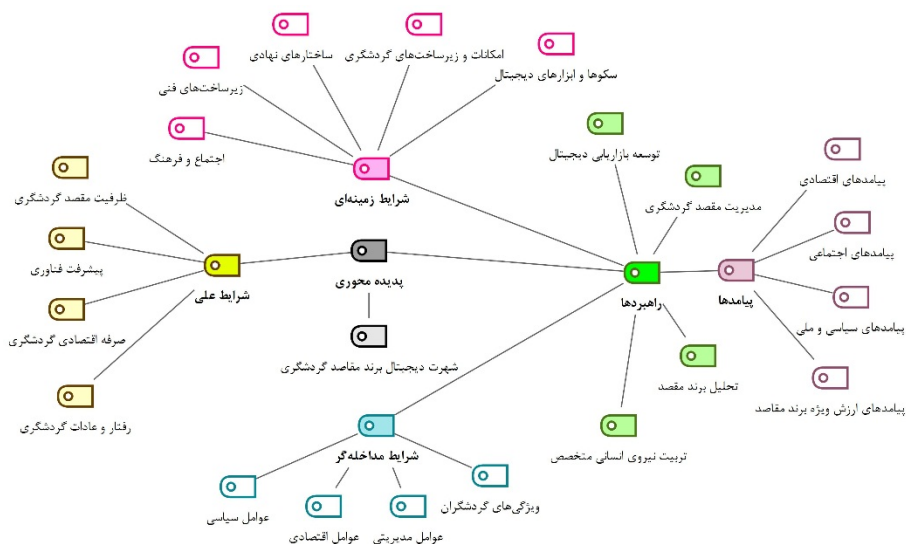 امکانات و زیرساخت‌های گردشگری
ساختارهای نهادی
سکوها و ابزارهای دیجیتال
زیرساخت‌های فنی
اجتماع و فرهنگ
شرایط زمینه‌ای
توسعه بازاریابی دیجیتال
مدیریت مقصد گردشگری
پیامدهای اقتصادی
پیامدهای اجتماعی
پیامدهای سیاسی و ملی
پیامدهای ارزش ویژه برند مقاصد
پیامدها
راهبردها
تحلیل برند مقصد
تربیت نیروی انسانی متخصص
پدیده محوری
شهرت دیجیتال برند مقاصد گردشگری
شرایط علی
ظرفیت مقصد گردشگری
پیشرفت فناوری
صرفه اقتصادی گردشگری
رفتار و عادات گردشگری
شرایط مداخله‌گر
ویژگی‌های گردشگران
عوامل مدیریتی
عوامل اقتصادی
عوامل سیاسی